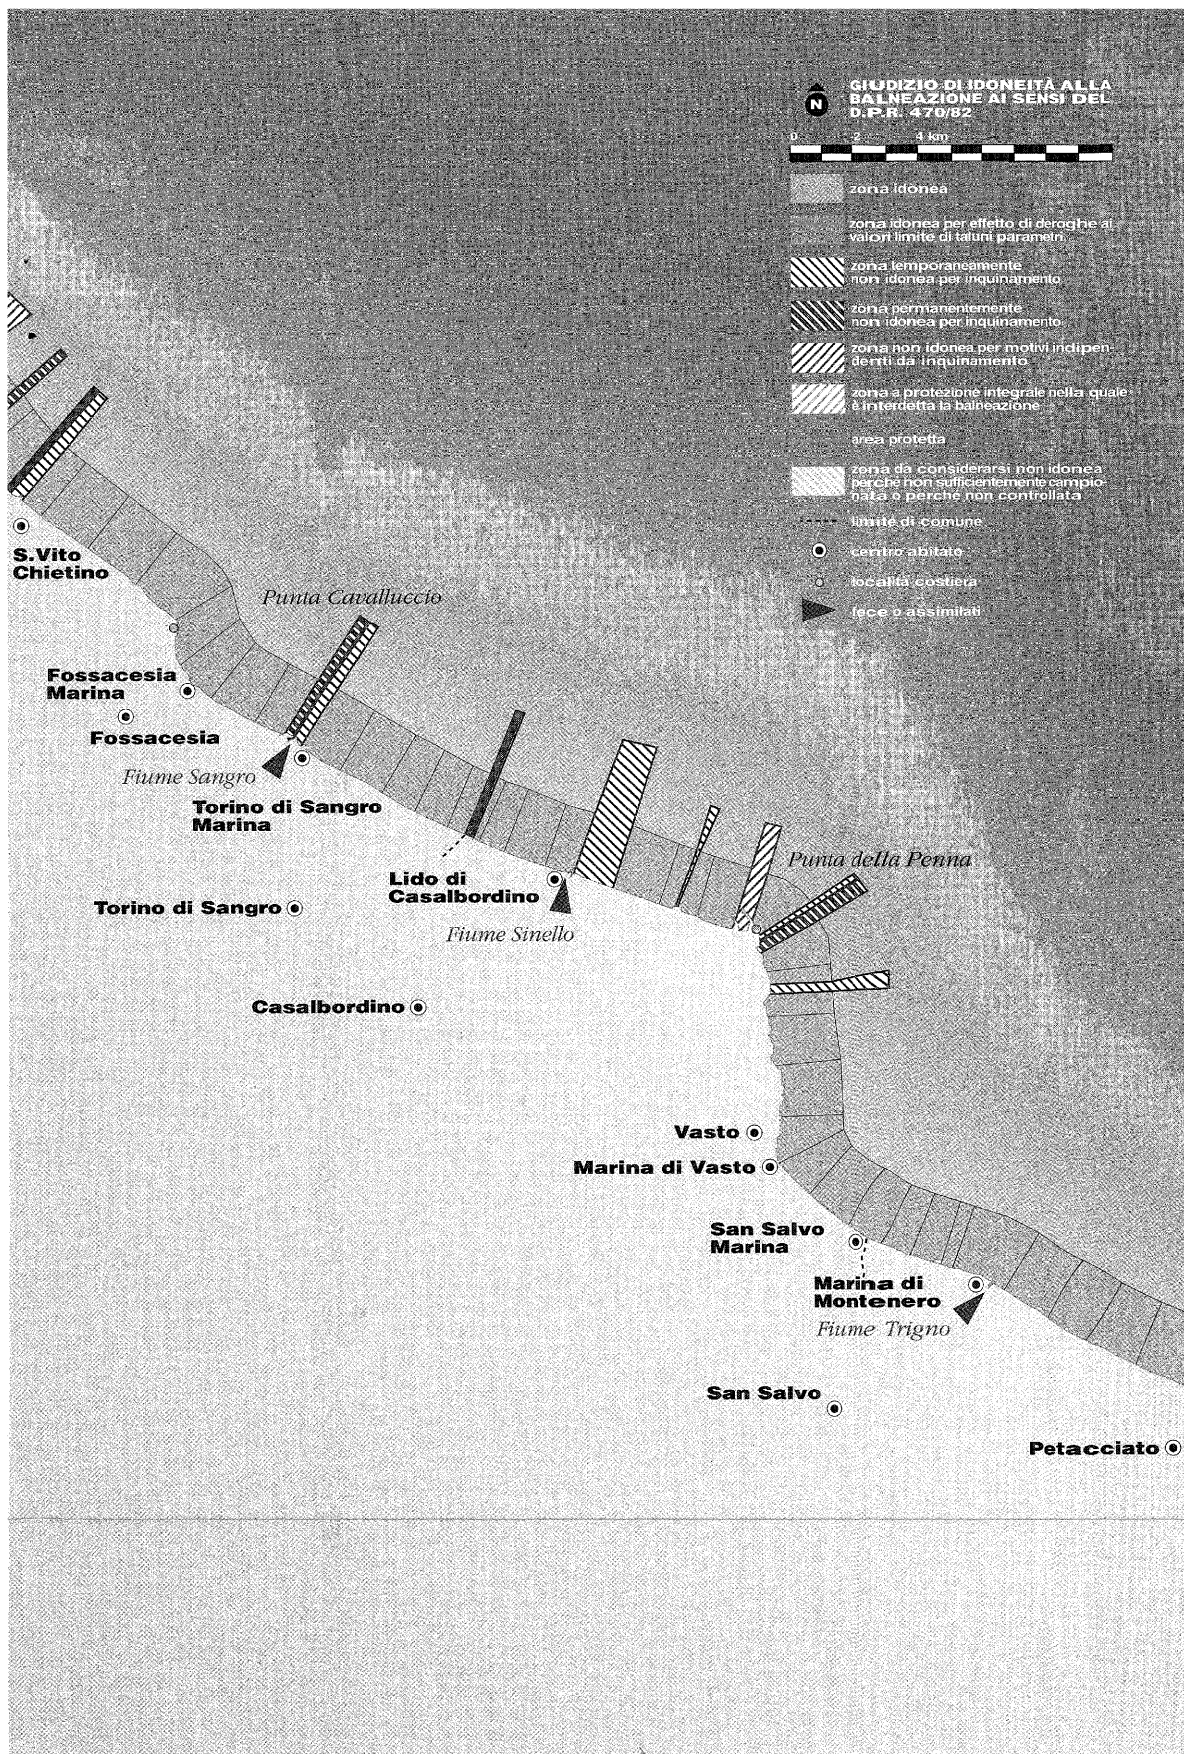 N
GIUDIZIO DI IDONEITÀ ALLA
BALNEAZIONE AI SENSI DEL
D.P.R. 470/82
0 2 4 km
zona idonea
zona idonea per effetto di deroghe ai
valori limite di taluni parametri
zona temporaneamente
non idonea per inquinamento
zona permanentemente
non idonea per inquinamento
zona non idonea per motivi indipen-
denti da inquinamento
zona a protezione integrale nella quale
è interdetta la balneazione
area protetta
zona da considerarsi non idonea
perché non sufficientemente campio-
nata o perché non controllata
limite di comune
centro abitato
località costiera
foce o assimilati
S.Vito
Chietino
Punta Cavalluccio
Fossacesia
Marina
Fossacesia
Fiume Sangro
Torino di Sangro
Marina
Punta della Penna
Lido di
Casalbordino
Torino di Sangro
Fiume Sinello
Casalbordino
Vasto
Marina di Vasto
San Salvo
Marina
Marina di
Montenero
Fiume Trigno
San Salvo
Petacciato